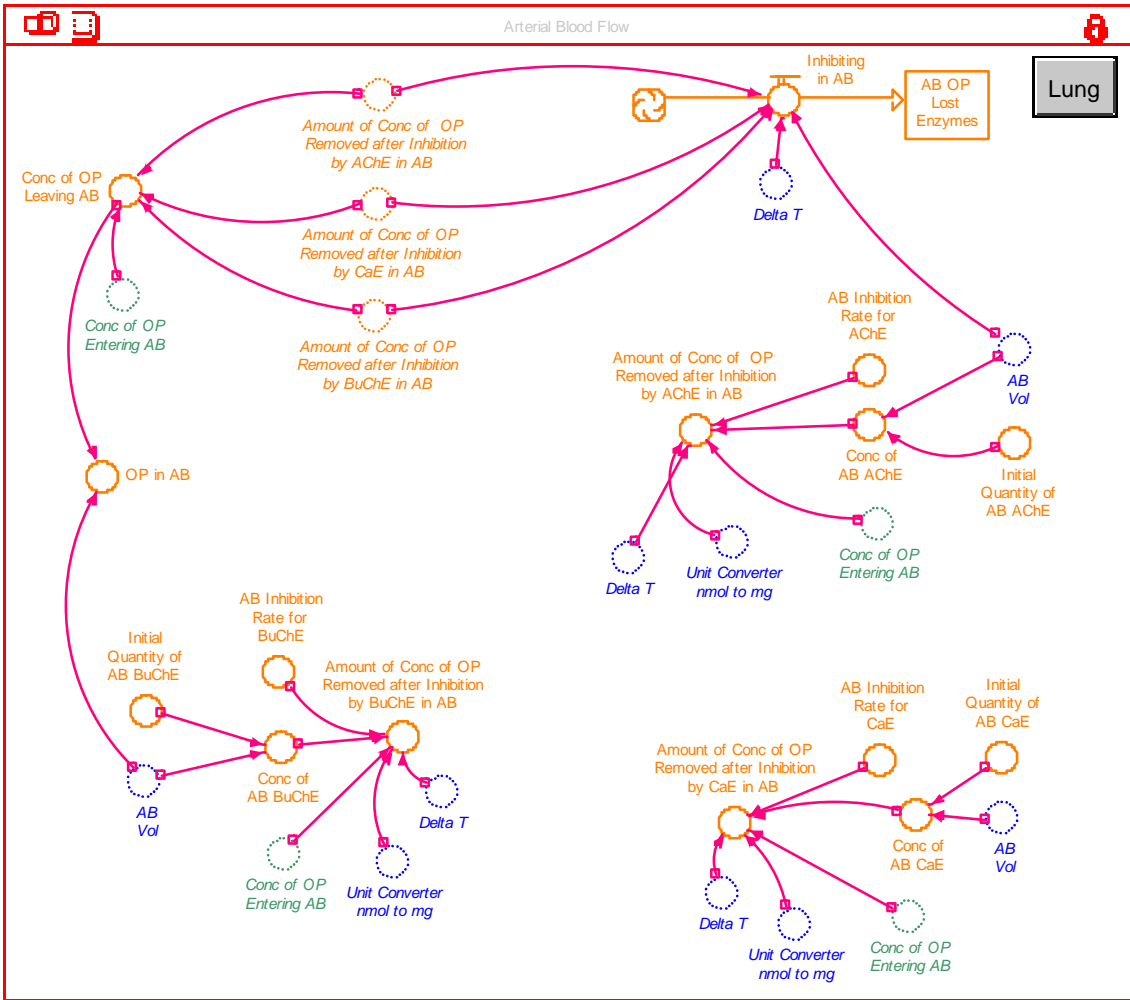 Arterial Blood Flow
Lung
Inhibiting
in AB
AB OP
Lost
Enzymes
Amount of Conc of OP
Removed after Inhibition
by AChE in AB
Conc of OP
Leaving AB
Delta T
Amount of Conc of OP
Removed after Inhibition
by CaE in AB
Conc of OP
Entering AB
Amount of Conc of OP
Removed after Inhibition
by BuChE in AB
AB Inhibition
Rate for
AChE
Amount of Conc of OP
Removed after Inhibition
by AChE in AB
AB
Vol
Conc of
AB AChE
Initial
Quantity of
AB AChE
OP in AB
Delta T
Unit Converter
nmol to mg
Conc of OP
Entering AB
AB Inhibition
Rate for
BuChE
Initial
Quantity of
AB BuChE
Amount of Conc of OP
Removed after Inhibition
by BuChE in AB
Conc of
AB BuChE
AB
Vol
Delta T
Conc of OP
Entering AB
Unit Converter
nmol to mg
AB Inhibition
Rate for
CaE
Initial
Quantity of
AB CaE
Amount of Conc of OP
Removed after Inhibition
by CaE in AB
Conc of
AB CaE
AB
Vol
Delta T
Unit Converter
nmol to mg
Conc of OP
Entering AB